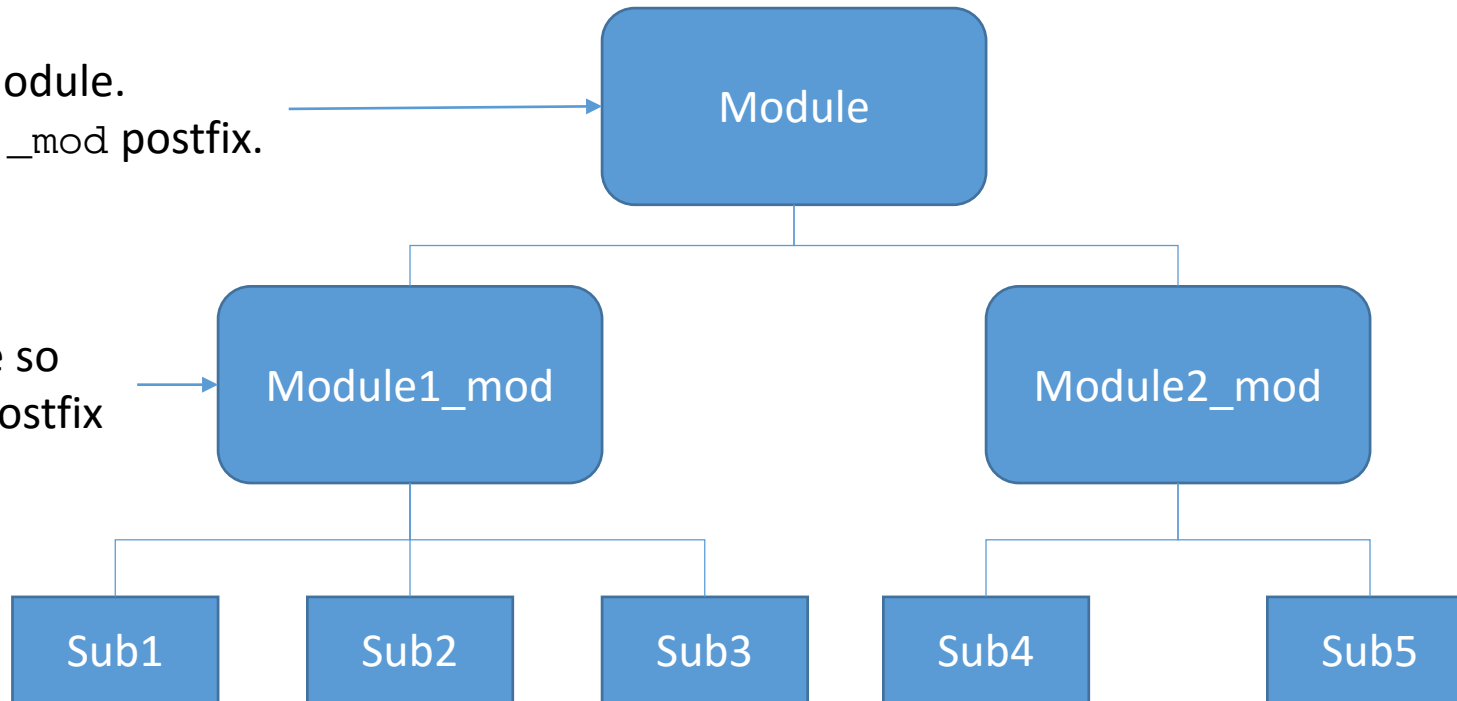 odule.
_mod postfix.
Module
e so
ostfix
Module1_mod
Module2_mod
Sub1
Sub2
Sub3
Sub4
Sub5